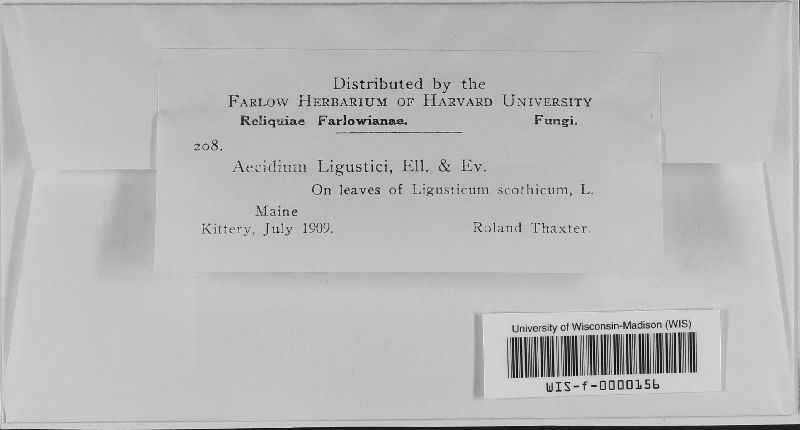 Distributed by the
FARLOW HERBARIUM OF HARVARD UNIVERSITY
Reliquiae Farlowianae. Fungi.
208.
Aecidium Ligustici, Ell. & Ev.
On leaves of Ligusticum scothicum, L.
Maine
Kittery, July 1909. Roland Thaxter.
University of Wisconsin-Madison (WIS)
WIS-f-0000156